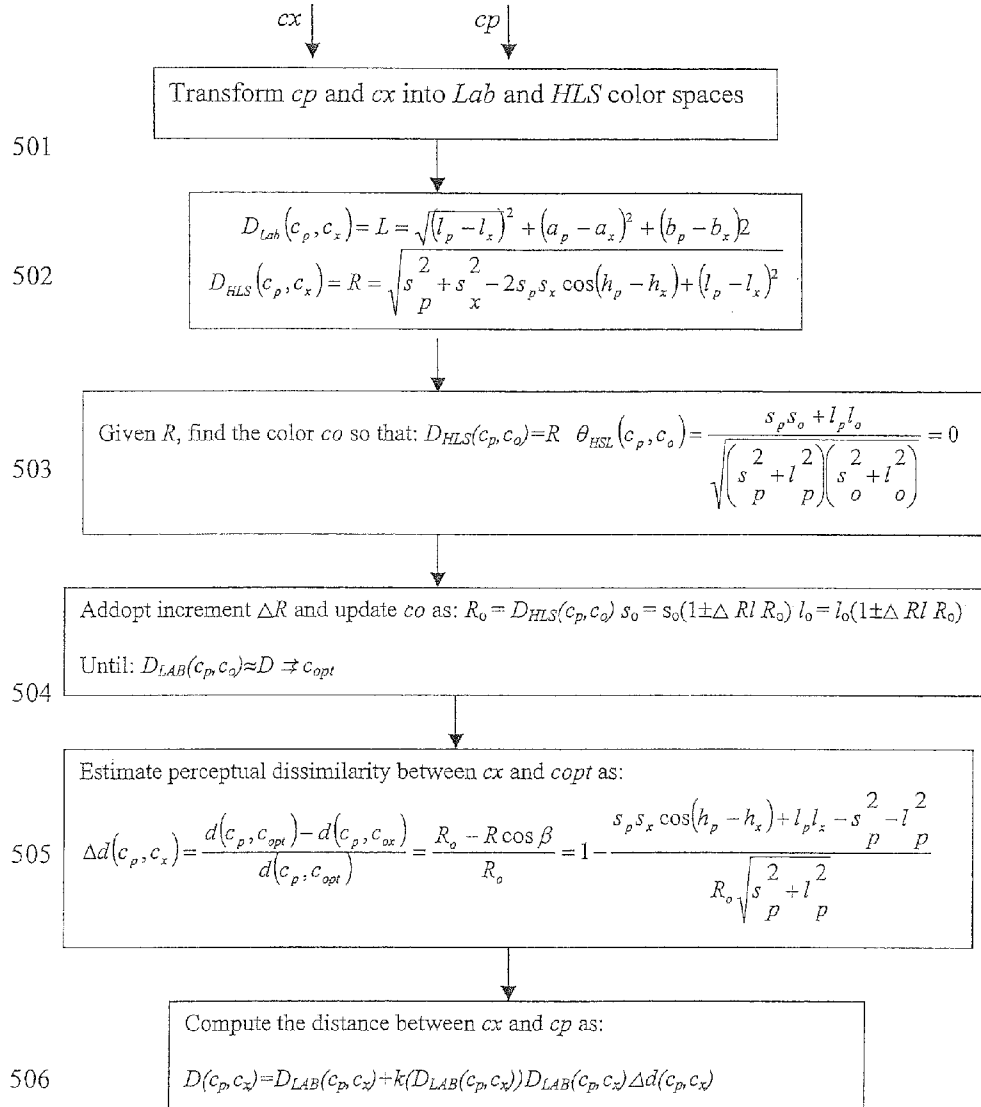 cx cp
Transform cp and cx into Lab and HLS color spaces
501
D_Lab(c_p, c_x) = L = √(l_p − l_x)² + (a_p − a_x)² + (b_p − b_x)2
502
D_HLS(c_p, c_x) = R = √(s_p² + s_x² − 2s_p s_x cos(h_p − h_x) + (l_p − l_x)²)
Given R, find the color co so that: D_HLS(c_p, c_o)=R θ_HSL(c_p, c_o) = (s_p s_o + l_p l_o) / √((s_p² + l_p²)(s_o² + l_o²)) = 0
503
Addopt increment △R and update co as: R_o = D_HLS(c_p, c_o) s_o = s_o(1±△ Rl R_o) l_o = l_o(1±△ Rl R_o)
Until: D_LAB(c_p, c_o)≈D ⇒ c_opt
504
Estimate perceptual dissimilarity between cx and copt as:
505
Δd(c_p, c_x) = (d(c_p, c_opt) − d(c_p, c_ox)) / d(c_p, c_opt) = (R_o − R cos β) / R_o = 1 − (s_p s_x cos(h_p − h_x) + l_p l_x − s_p² − l_p²) / (R_o √(s_p² + l_p²))
Compute the distance between cx and cp as:
506
D(c_p, c_x)=D_LAB(c_p, c_x)+k(D_LAB(c_p, c_x))D_LAB(c_p, c_x)Δd(c_p, c_x)